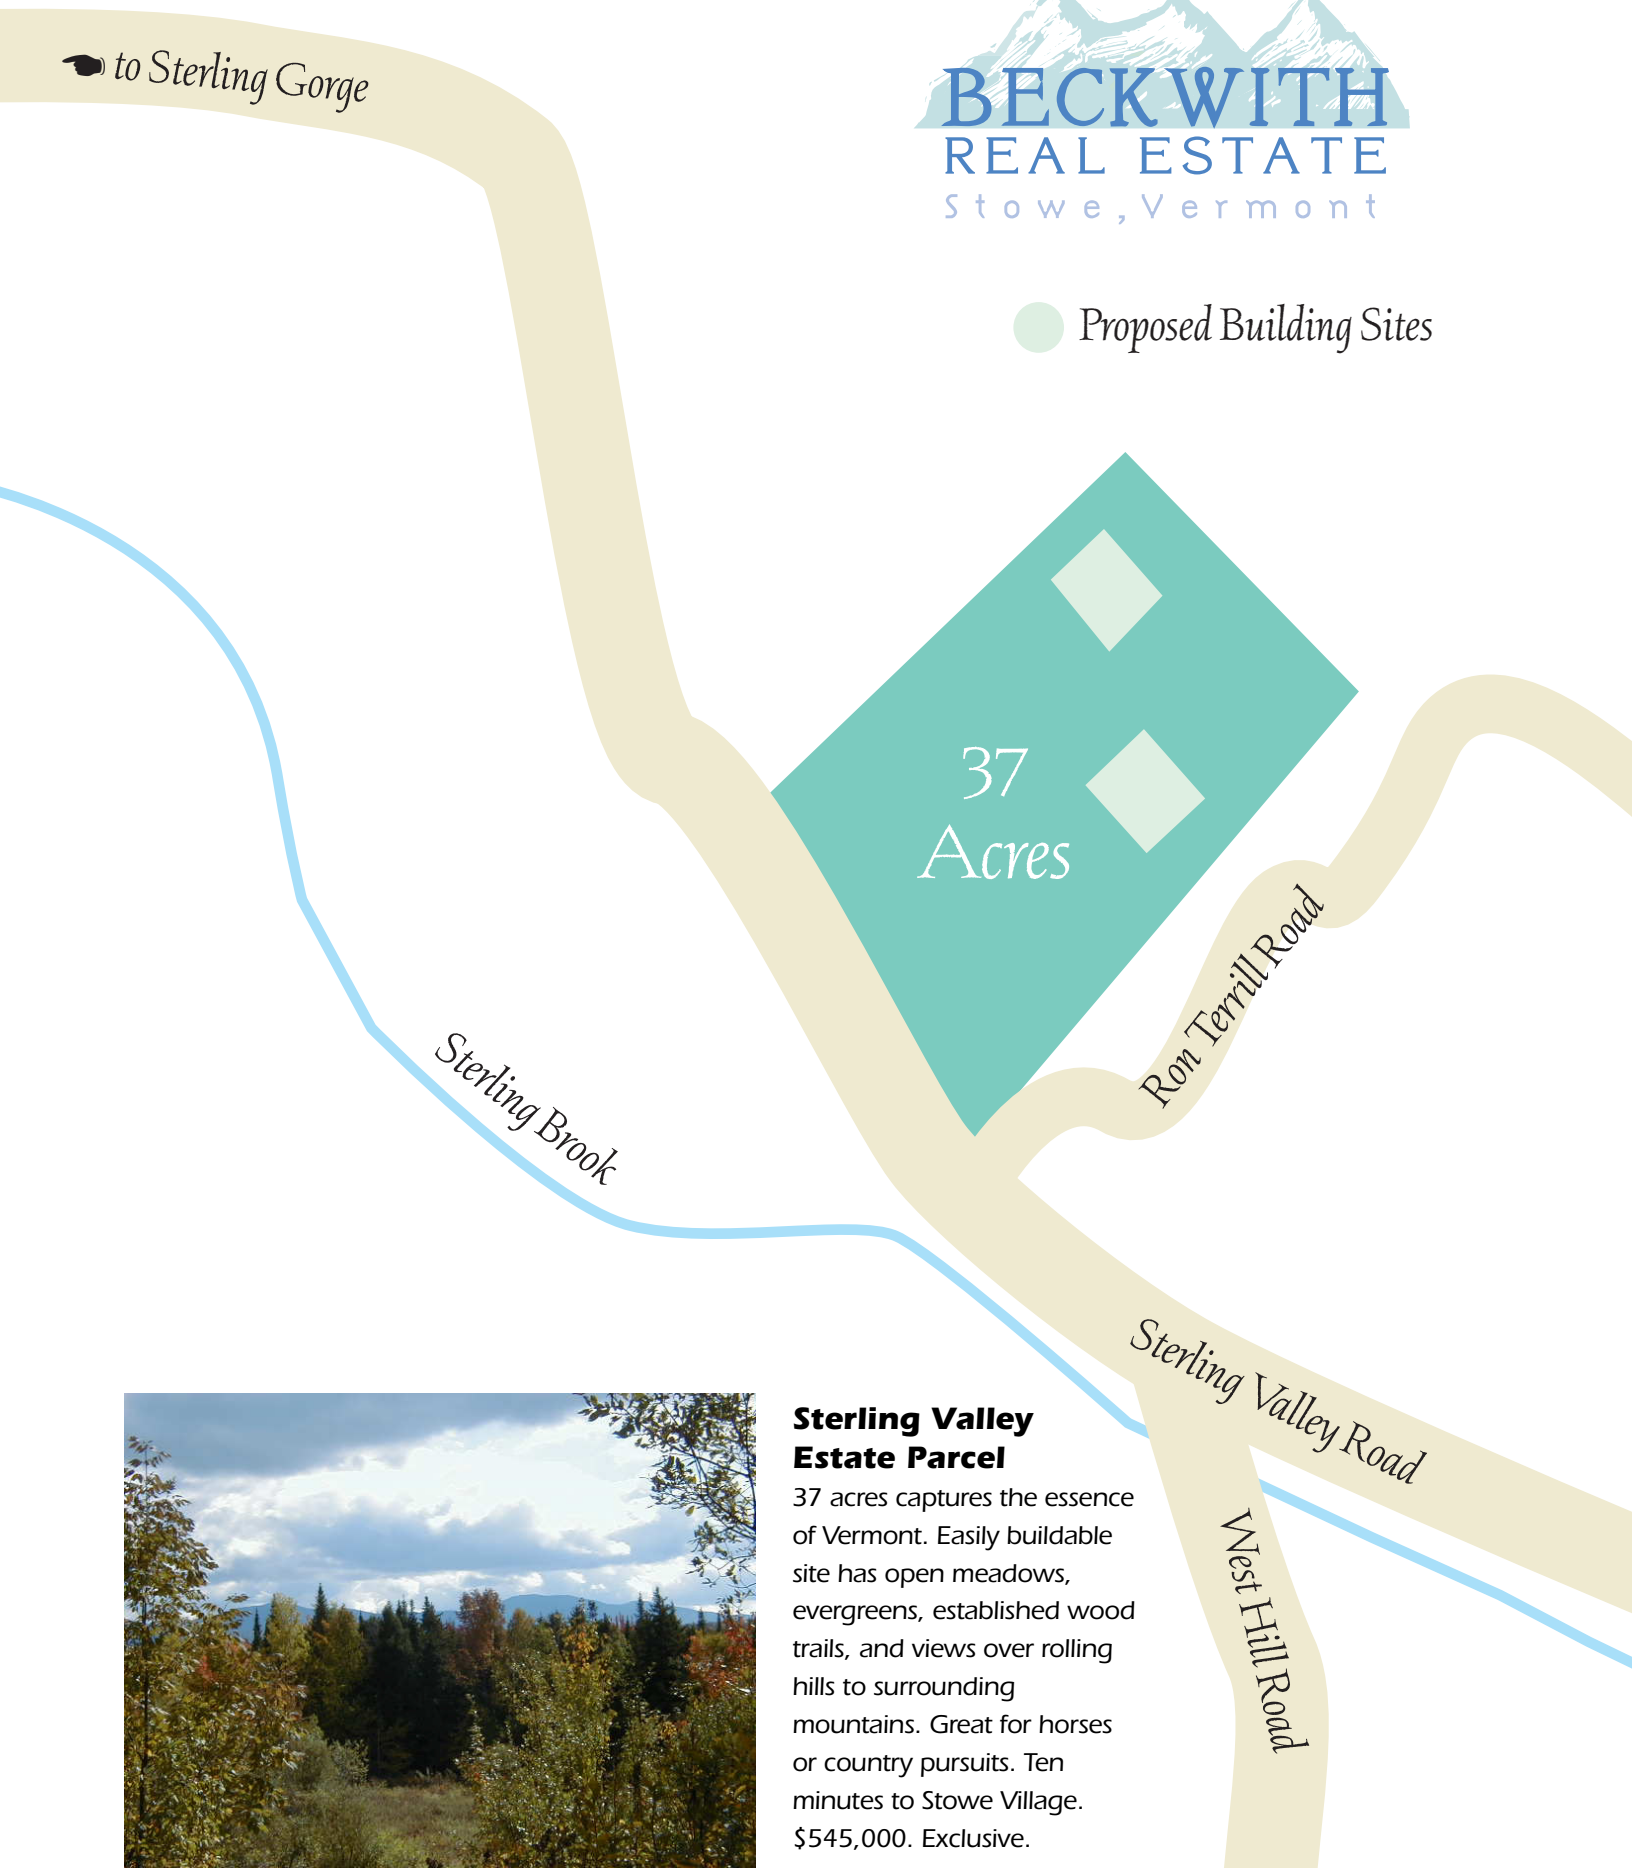 to Sterling Gorge
BECKWITH
REAL ESTATE
Stowe, Vermont
Proposed Building Sites
37
Acres
Ron Terrill Road
Sterling Brook
Sterling Valley Road
West Hill Road
Sterling Valley
Estate Parcel
37 acres captures the essence
of Vermont. Easily buildable
site has open meadows,
evergreens, established wood
trails, and views over rolling
hills to surrounding
mountains. Great for horses
or country pursuits. Ten
minutes to Stowe Village.
$545,000. Exclusive.